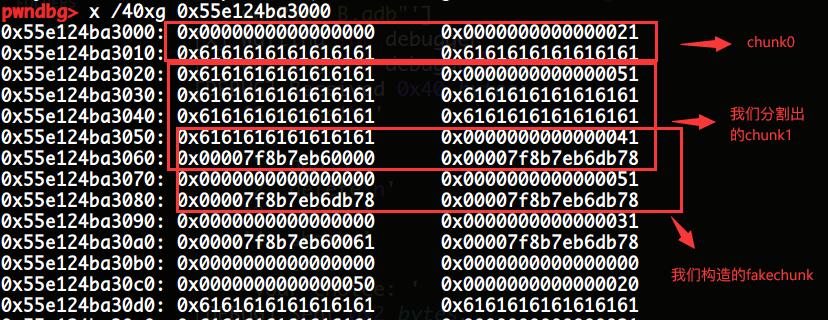 pwndbg> x /40xg 0x55e124ba3000
0x55e124ba3000: 0x0000000000000000 0x0000000000000021
0x55e124ba3010: 0x6161616161616161 0x6161616161616161
0x55e124ba3020: 0x6161616161616161 0x0000000000000051
0x55e124ba3030: 0x6161616161616161 0x6161616161616161
0x55e124ba3040: 0x6161616161616161 0x6161616161616161
0x55e124ba3050: 0x6161616161616161 0x0000000000000041
0x55e124ba3060: 0x00007f8b7eb60000 0x00007f8b7eb6db78
0x55e124ba3070: 0x0000000000000000 0x0000000000000051
0x55e124ba3080: 0x00007f8b7eb6db78 0x00007f8b7eb6db78
0x55e124ba3090: 0x0000000000000000 0x0000000000000031
0x55e124ba30a0: 0x00007f8b7eb60061 0x00007f8b7eb6db78
0x55e124ba30b0: 0x0000000000000000 0x0000000000000000
0x55e124ba30c0: 0x0000000000000050 0x0000000000000020
0x55e124ba30d0: 0x6161616161616161 0x6161616161616161
chunk0
我们分割出
的chunk1
我们构造的fakechunk